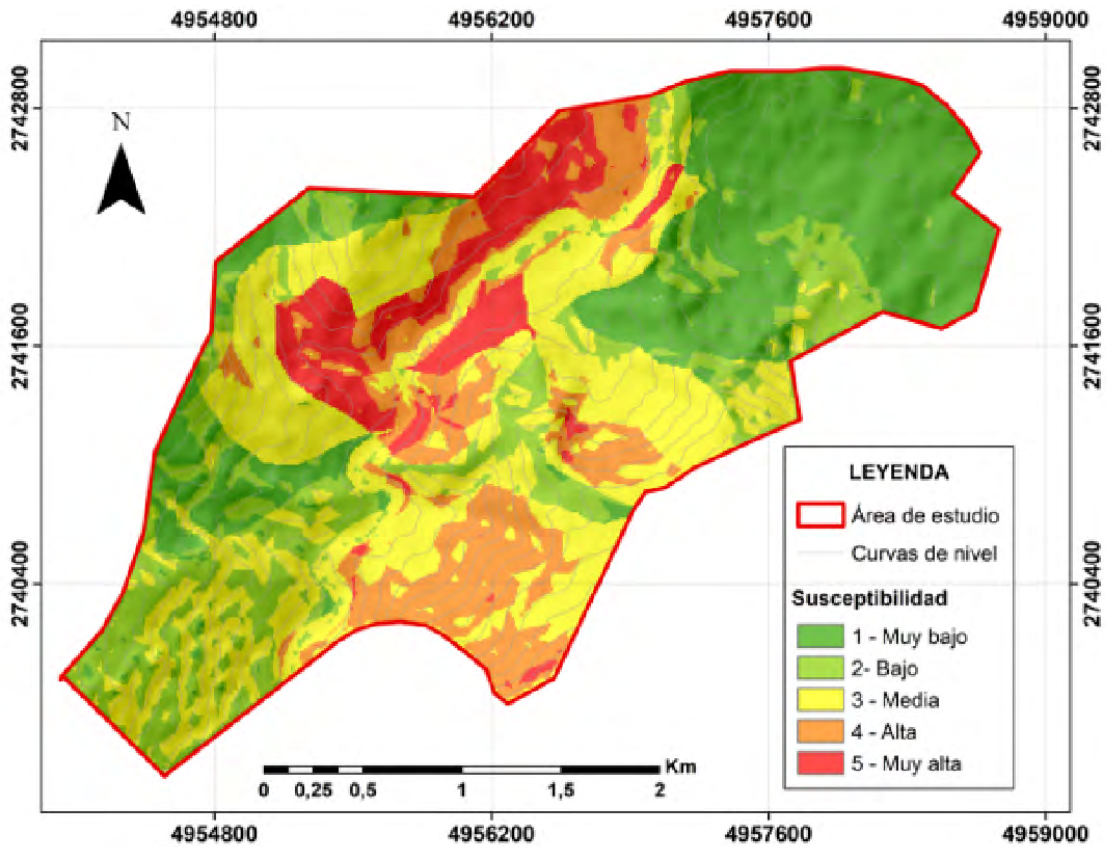 4954800 4956200 4957600 4959000
2742800 2742800
N
2741600 2741600
LEYENDA
Área de estudio
Curvas de nivel
2740400 2740400
Susceptibilidad
1 - Muy bajo
2- Bajo
3 - Media
4 - Alta
5 - Muy alta
Km
0 0,25 0,5 1 1,5 2
4954800 4956200 4957600 4959000